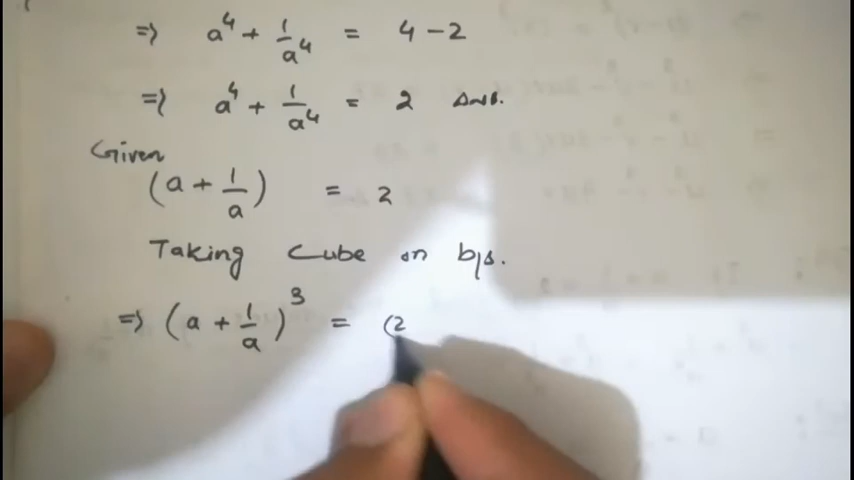 ⇒ a⁴ + 1/a⁴ = 4 - 2
⇒ a⁴ + 1/a⁴ = 2 Ans.
Given
(a + 1/a) = 2
Taking Cube on b/s.
⇒ (a + 1/a)³ = (2